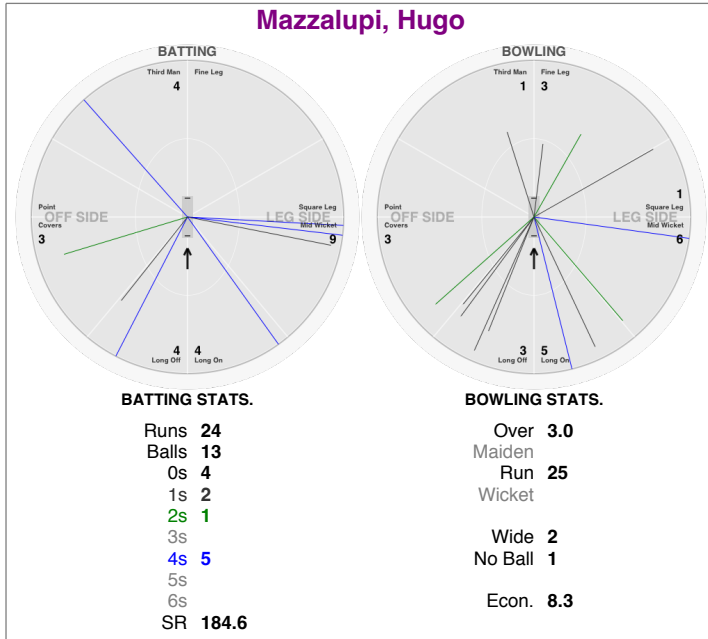 Mazzalupi, Hugo
BATTING
Third Man Fine Leg
4
Point Square Leg
OFF SIDE LEG SIDE
Covers Mid Wicket
3 9
4 4
Long Off Long On
BATTING STATS.
Runs 24
Balls 13
0s 4
1s 2
2s 1
3s
4s 5
5s
6s
SR 184.6
BOWLING
Third Man Fine Leg
1 3
1
Point Square Leg
OFF SIDE LEG SIDE
Covers Mid Wicket
3 6
3 5
Long Off Long On
BOWLING STATS.
Over 3.0
Maiden
Run 25
Wicket
Wide 2
No Ball 1
Econ. 8.3